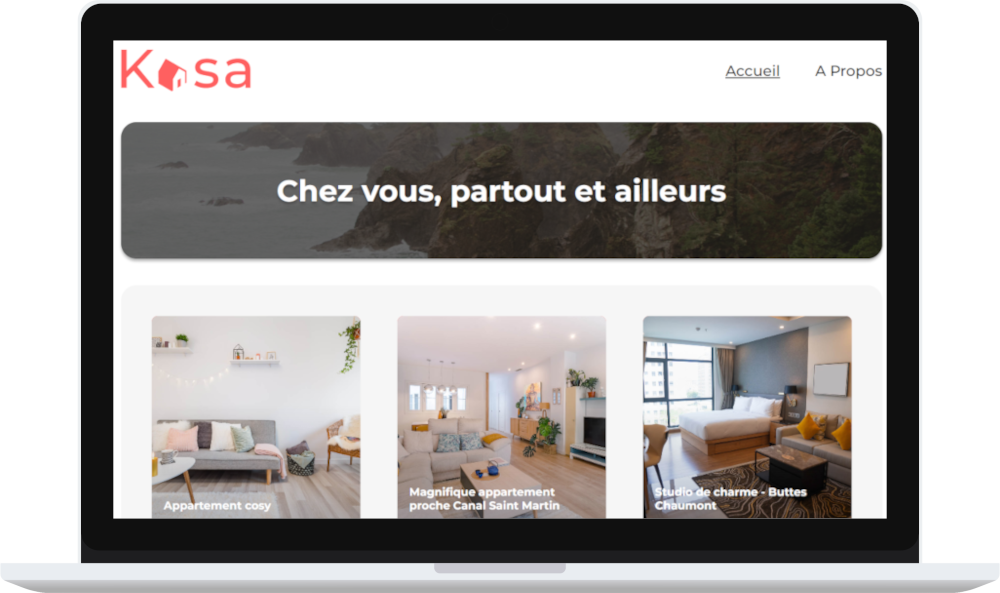 Kasa
Accueil
A Propos
Chez vous, partout et ailleurs
Appartement cosy
Magnifique appartement
proche Canal Saint Martin
Studio de charme - Buttes
Chaumont